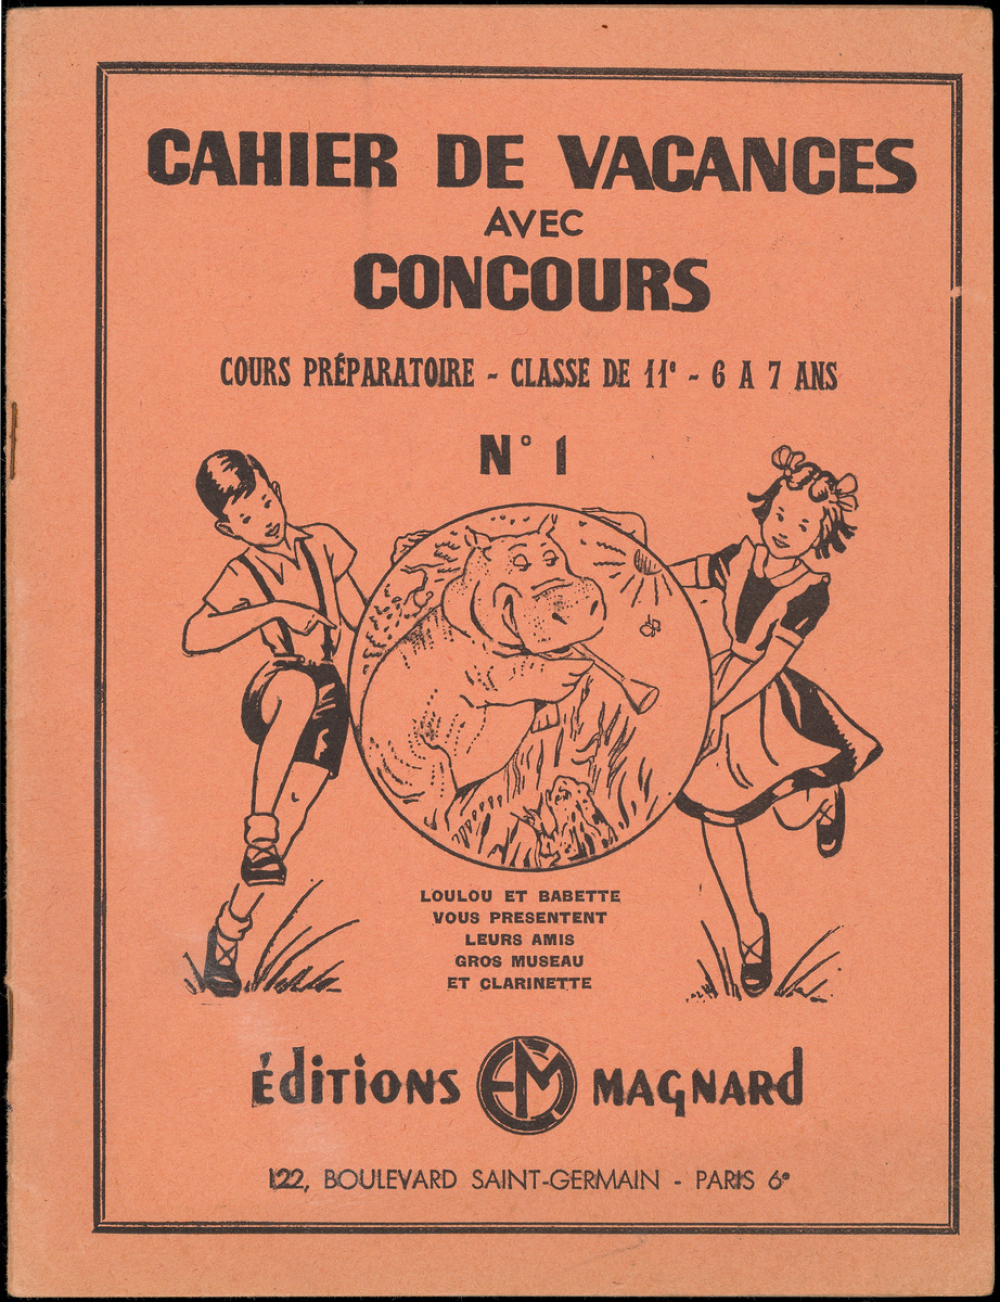 CAHIER DE VACANCES
AVEC
CONCOURS
COURS PRÉPARATOIRE - CLASSE DE 11e - 6 A 7 ANS
N° 1
LOULOU ET BABETTE
VOUS PRESENTENT
LEURS AMIS
GROS MUSEAU
ET CLARINETTE
ÉdiTiONS EM MAGNARd
122, BOULEVARD SAINT-GERMAIN - PARIS 6e